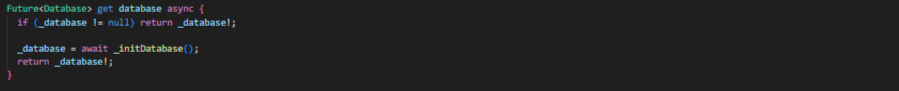 Future<Database> get database async {
  if (_database != null) return _database!;

  _database = await _initDatabase();
  return _database!;
}